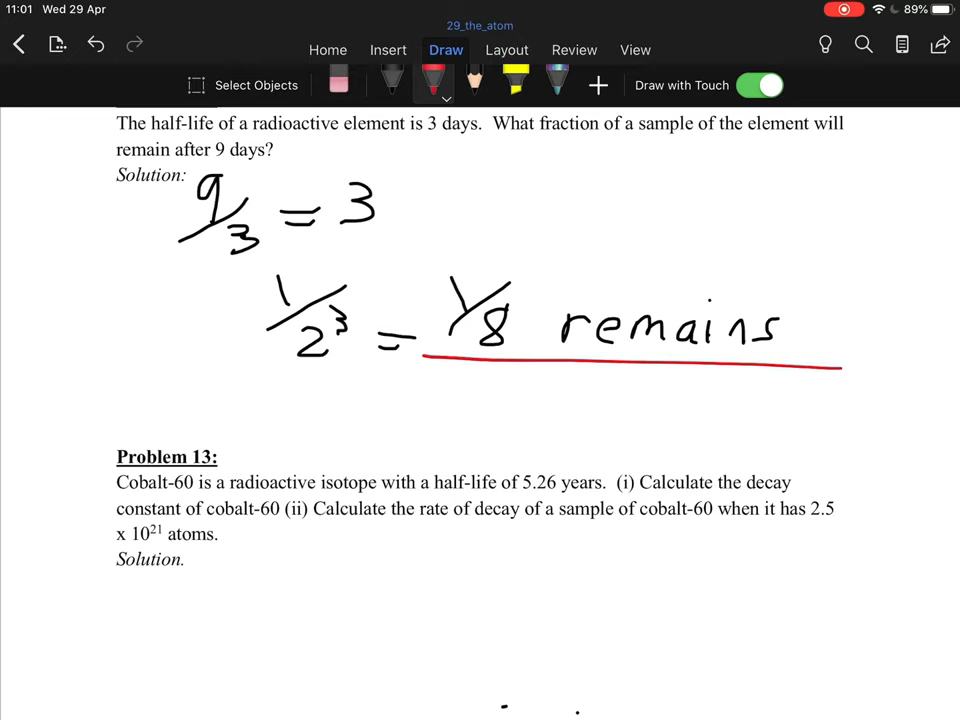 11:01 Wed 29 Apr 89%
29_the_atom
Home Insert Draw Layout Review View
Select Objects Draw with Touch
The half-life of a radioactive element is 3 days. What fraction of a sample of the element will
remain after 9 days?
Solution:
9/3 = 3
1/2³ = 1/8 remains
Problem 13:
Cobalt-60 is a radioactive isotope with a half-life of 5.26 years. (i) Calculate the decay
constant of cobalt-60 (ii) Calculate the rate of decay of a sample of cobalt-60 when it has 2.5
x 10²¹ atoms.
Solution.